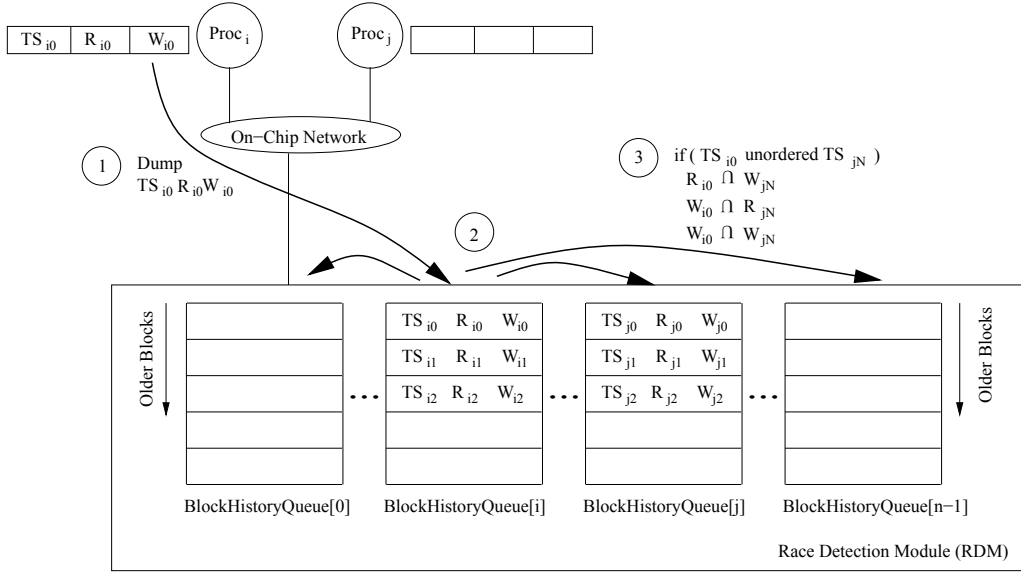 TS i0 R i0 W i0 Proc i Proc j
On−Chip Network
1 Dump
TS i0 R i0 W i0
2
3 if ( TS i0 unordered TS jN )
R i0 ∩ W jN
W i0 ∩ R jN
W i0 ∩ W jN
Older Blocks
TS i0 R i0 W i0 TS j0 R j0 W j0
TS i1 R i1 W i1 TS j1 R j1 W j1
... TS i2 R i2 W i2 ... TS j2 R j2 W j2 ...
Older Blocks
BlockHistoryQueue[0] BlockHistoryQueue[i] BlockHistoryQueue[j] BlockHistoryQueue[n−1]
Race Detection Module (RDM)